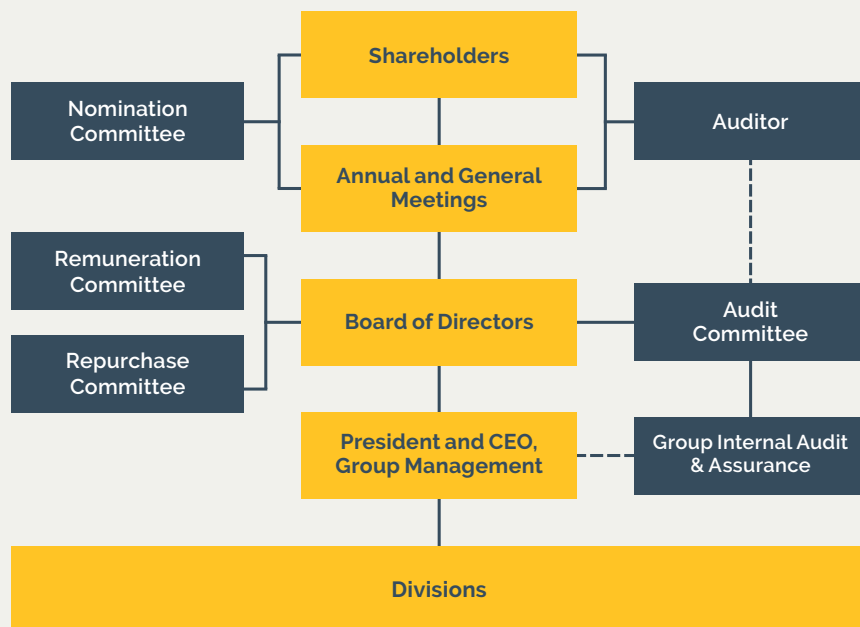 Shareholders
Nomination
Committee
Auditor
Annual and General
Meetings
Remuneration
Committee
Board of Directors
Audit
Committee
Repurchase
Committee
President and CEO,
Group Management
Group Internal Audit
& Assurance
Divisions